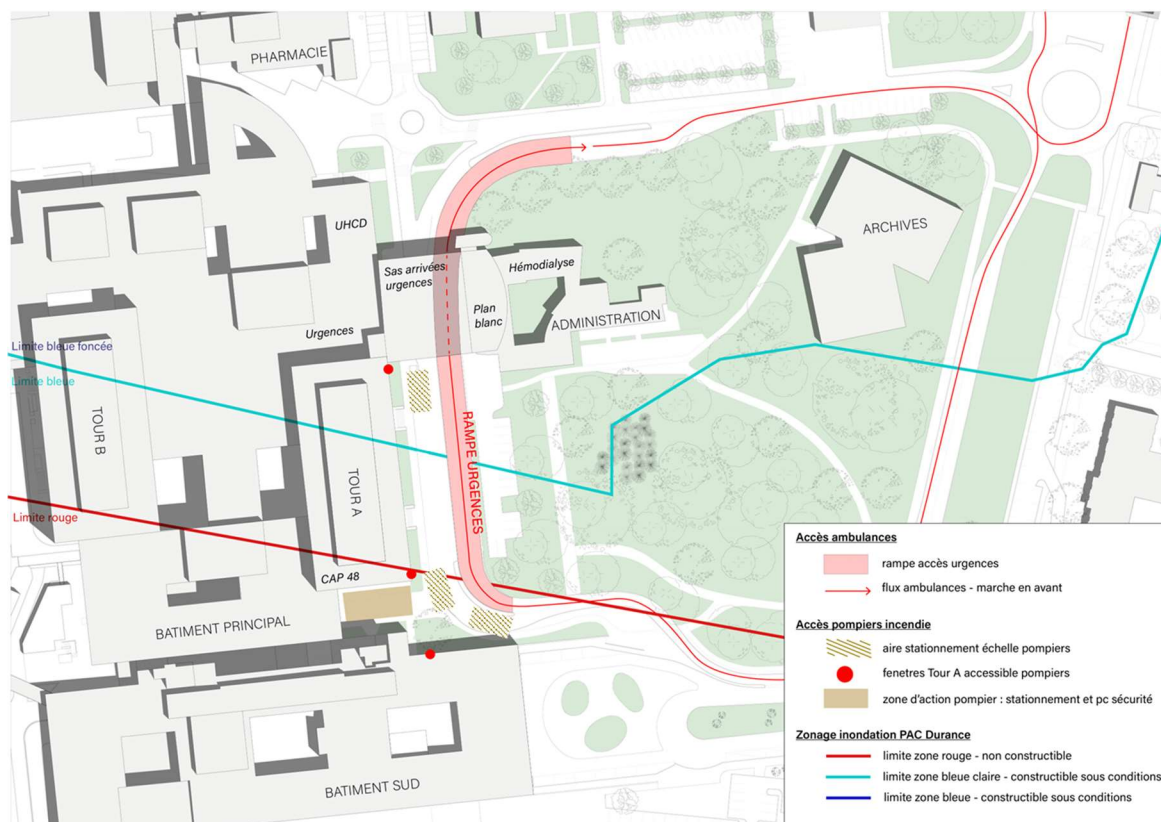 PHARMACIE
UHCD
Sas arrivées
urgences
Hémodialyse
Plan
blanc
ADMINISTRATION
ARCHIVES
Urgences
Limite bleue foncée
Limite bleue
TOUR B
TOUR A
RAMPE URGENCES
Limite rouge
CAP 48
BATIMENT PRINCIPAL
BATIMENT SUD
Accès ambulances
rampe accès urgences
flux ambulances - marche en avant
Accès pompiers incendie
aire stationnement échelle pompiers
fenetres Tour A accessible pompiers
zone d'action pompier : stationnement et pc sécurité
Zonage inondation PAC Durance
limite zone rouge - non constructible
limite zone bleue claire - constructible sous conditions
limite zone bleue - constructible sous conditions